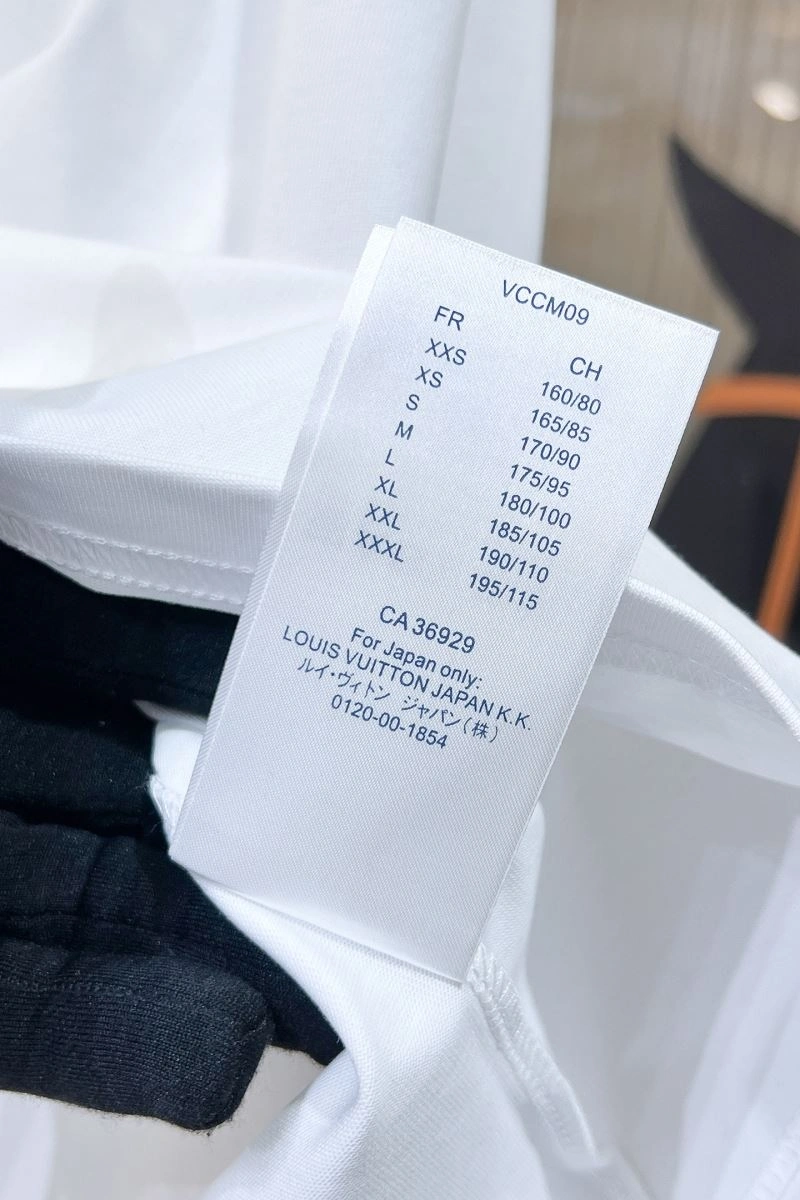 VCCM09
FR CH
XXS 160/80
XS 165/85
S 170/90
M 175/95
L 180/100
XL 185/105
XXL 190/110
XXXL 195/115
CA 36929
For Japan only:
LOUIS VUITTON JAPAN K.K.
ルイ・ヴィトン ジャパン(株)
0120-00-1854